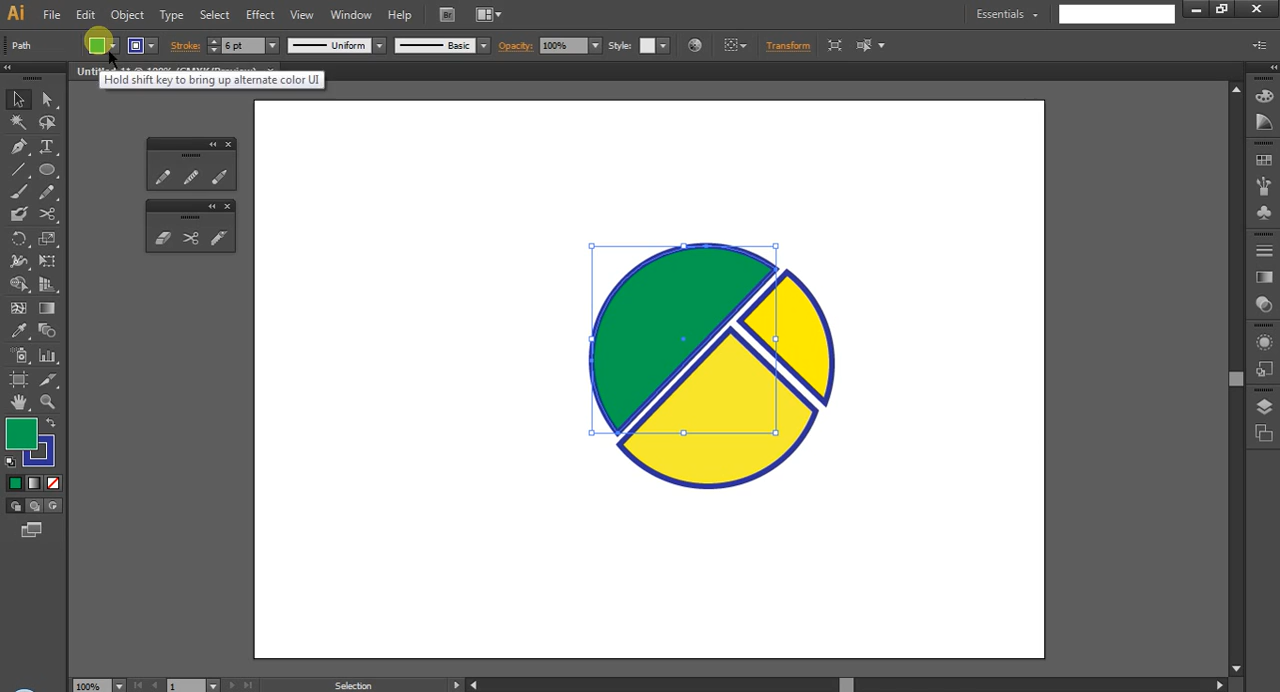 Ai File Edit Object Type Select Effect View Window Help Br Essentials
Path Stroke: 6 pt Uniform Basic Opacity: 100% Style: Transform
Hold shift key to bring up alternate color UI
T
100% 1 Selection